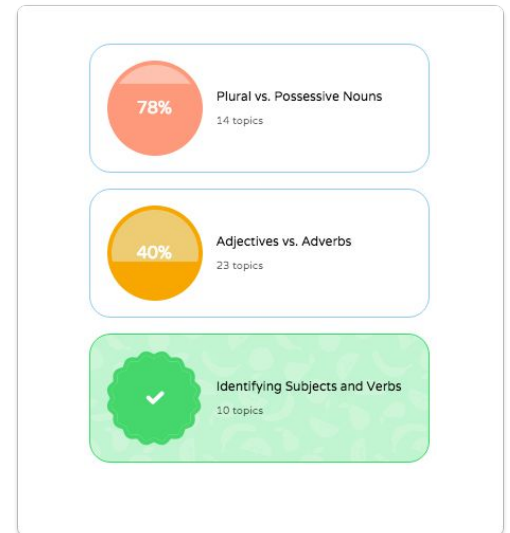 78%
Plural vs. Possessive Nouns
14 topics
40%
Adjectives vs. Adverbs
23 topics
Identifying Subjects and Verbs
10 topics